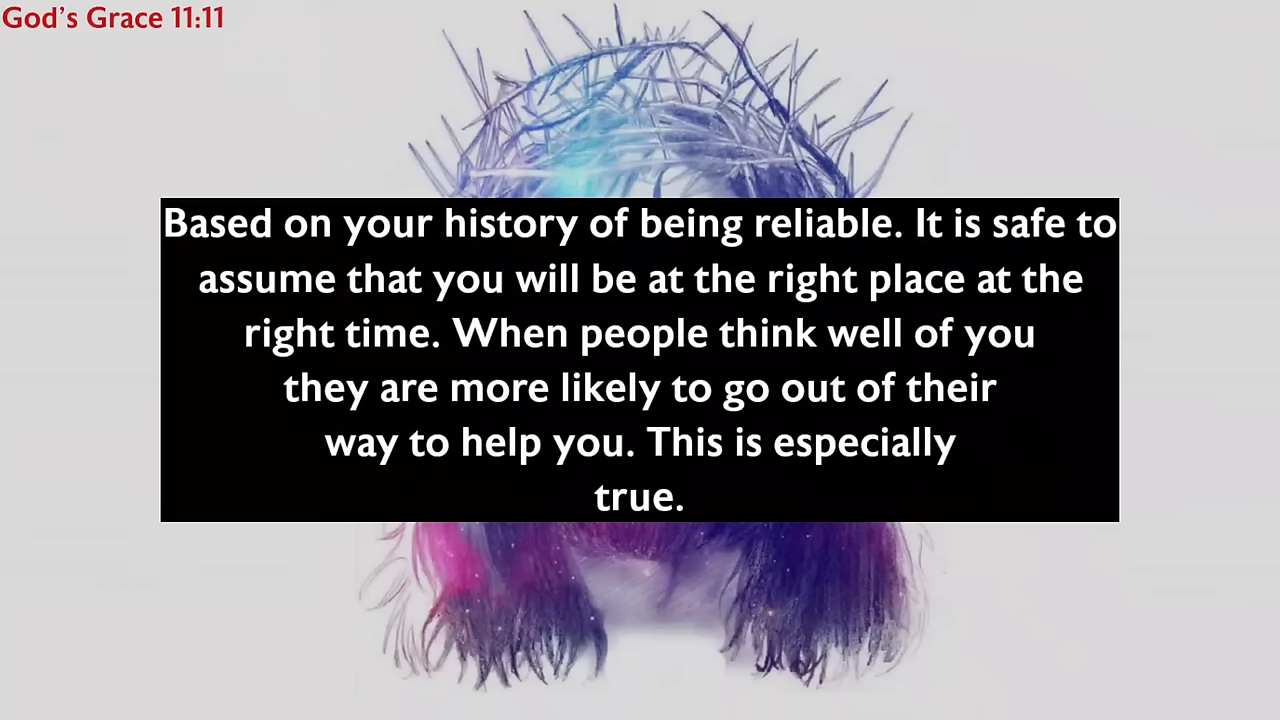 God's Grace 11:11
Based on your history of being reliable. It is safe to
assume that you will be at the right place at the
right time. When people think well of you
they are more likely to go out of their
way to help you. This is especially
true.